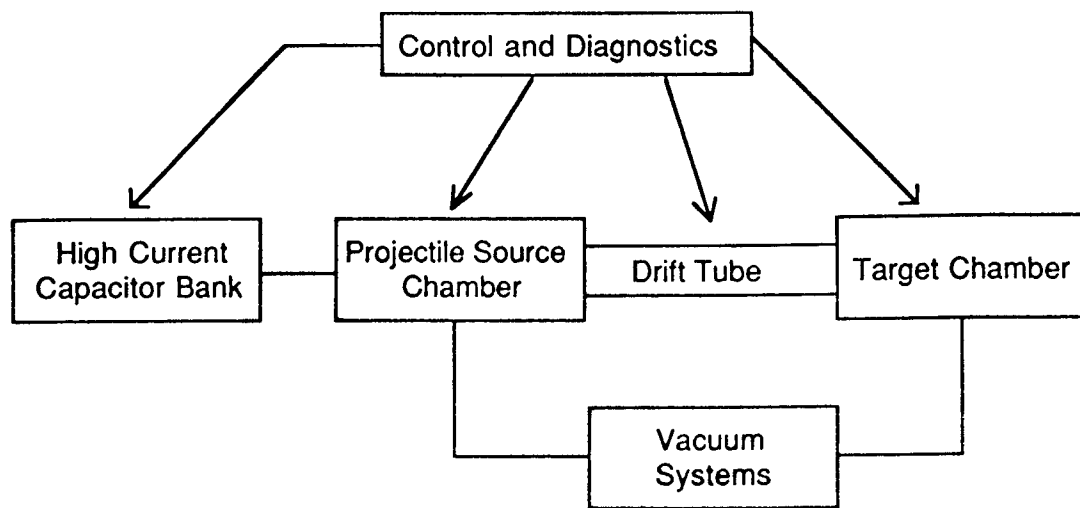 Control and Diagnostics
High Current
Capacitor Bank
Projectile Source
Chamber
Drift Tube
Target Chamber
Vacuum
Systems